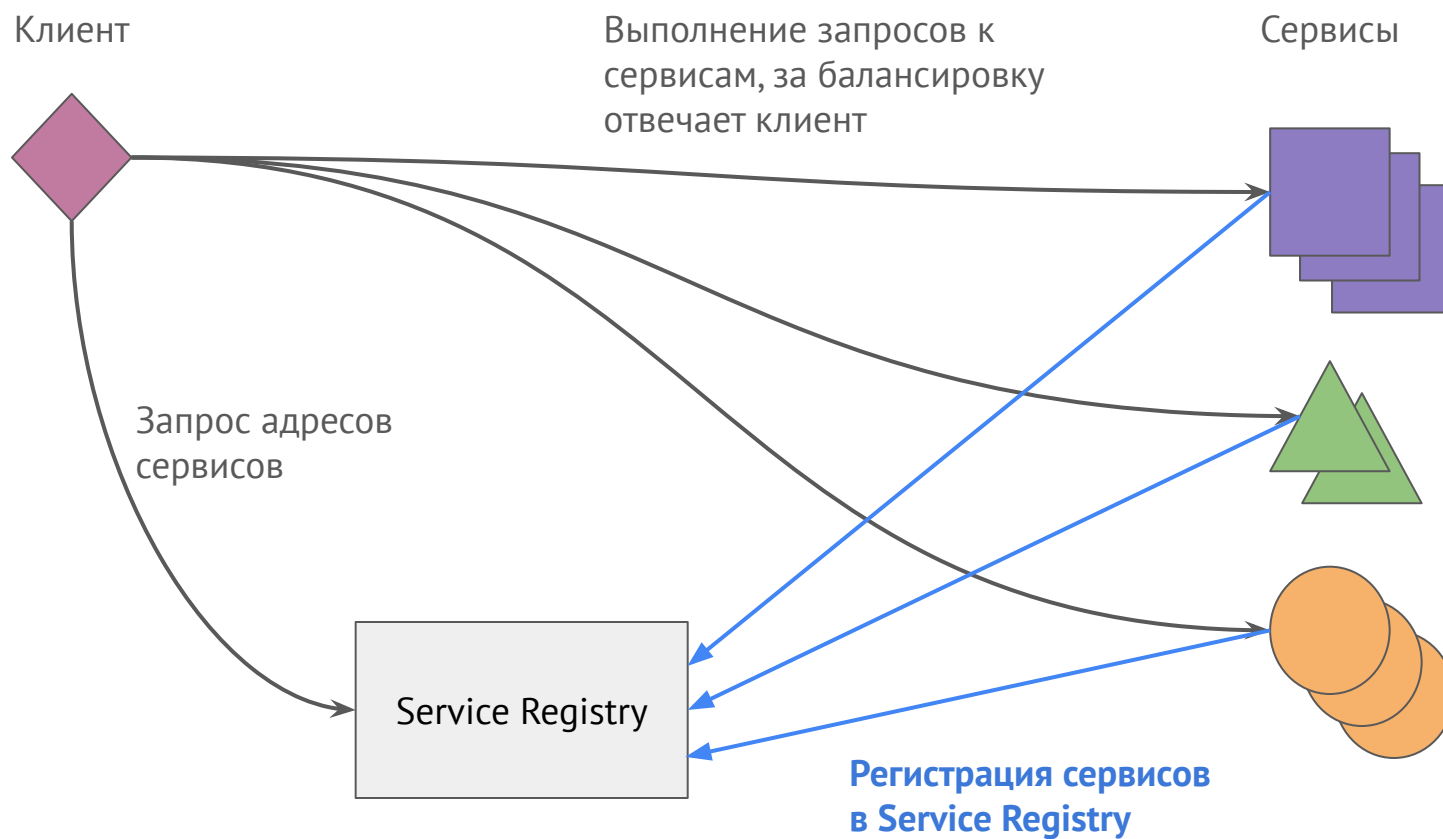 Клиент
Выполнение запросов к
сервисам, за балансировку
отвечает клиент
Сервисы
Запрос адресов
сервисов
Service Registry
Регистрация сервисов
в Service Registry